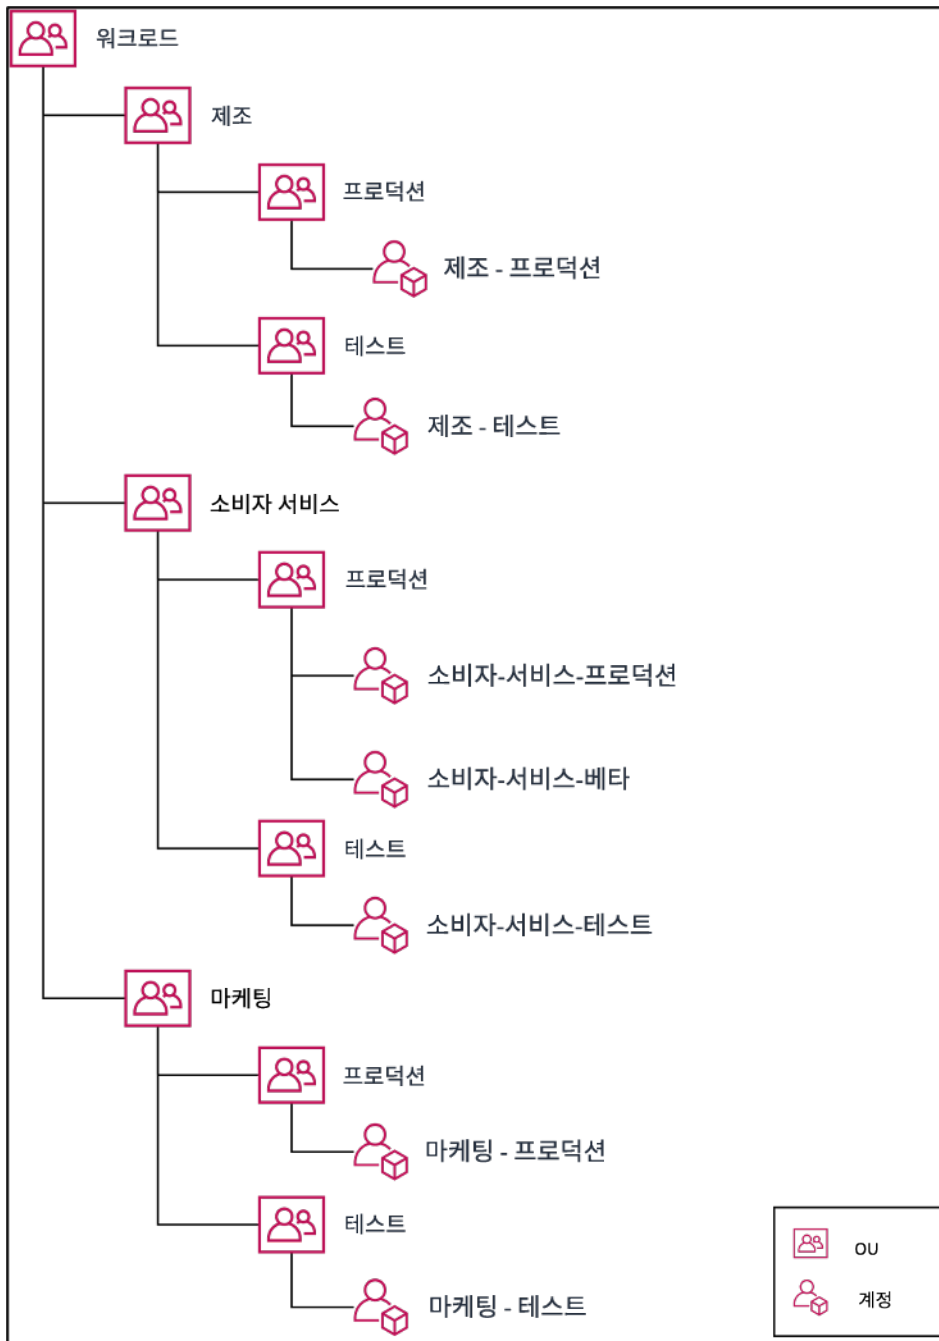 워크로드
제조
프로덕션
제조 - 프로덕션
테스트
제조 - 테스트
소비자 서비스
프로덕션
소비자-서비스-프로덕션
소비자-서비스-베타
테스트
소비자-서비스-테스트
마케팅
프로덕션
마케팅 - 프로덕션
테스트
마케팅 - 테스트
OU
계정